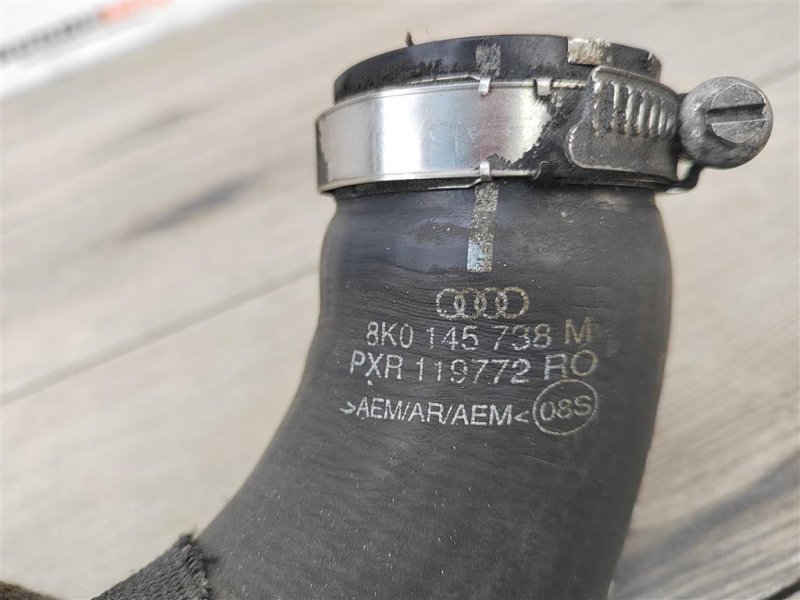 8K0 145 738 M
PXR 119772 RO
>AEM/AR/AEM< 08S